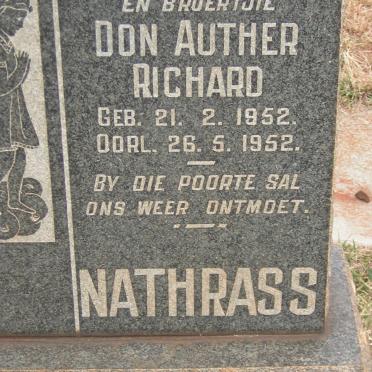 EN BROERTJIE
DON AUTHER
RICHARD
GEB. 21. 2. 1952.
OORL. 26. 5. 1952.
BY DIE POORTE SAL
ONS WEER ONTMOET.
NATHRASS